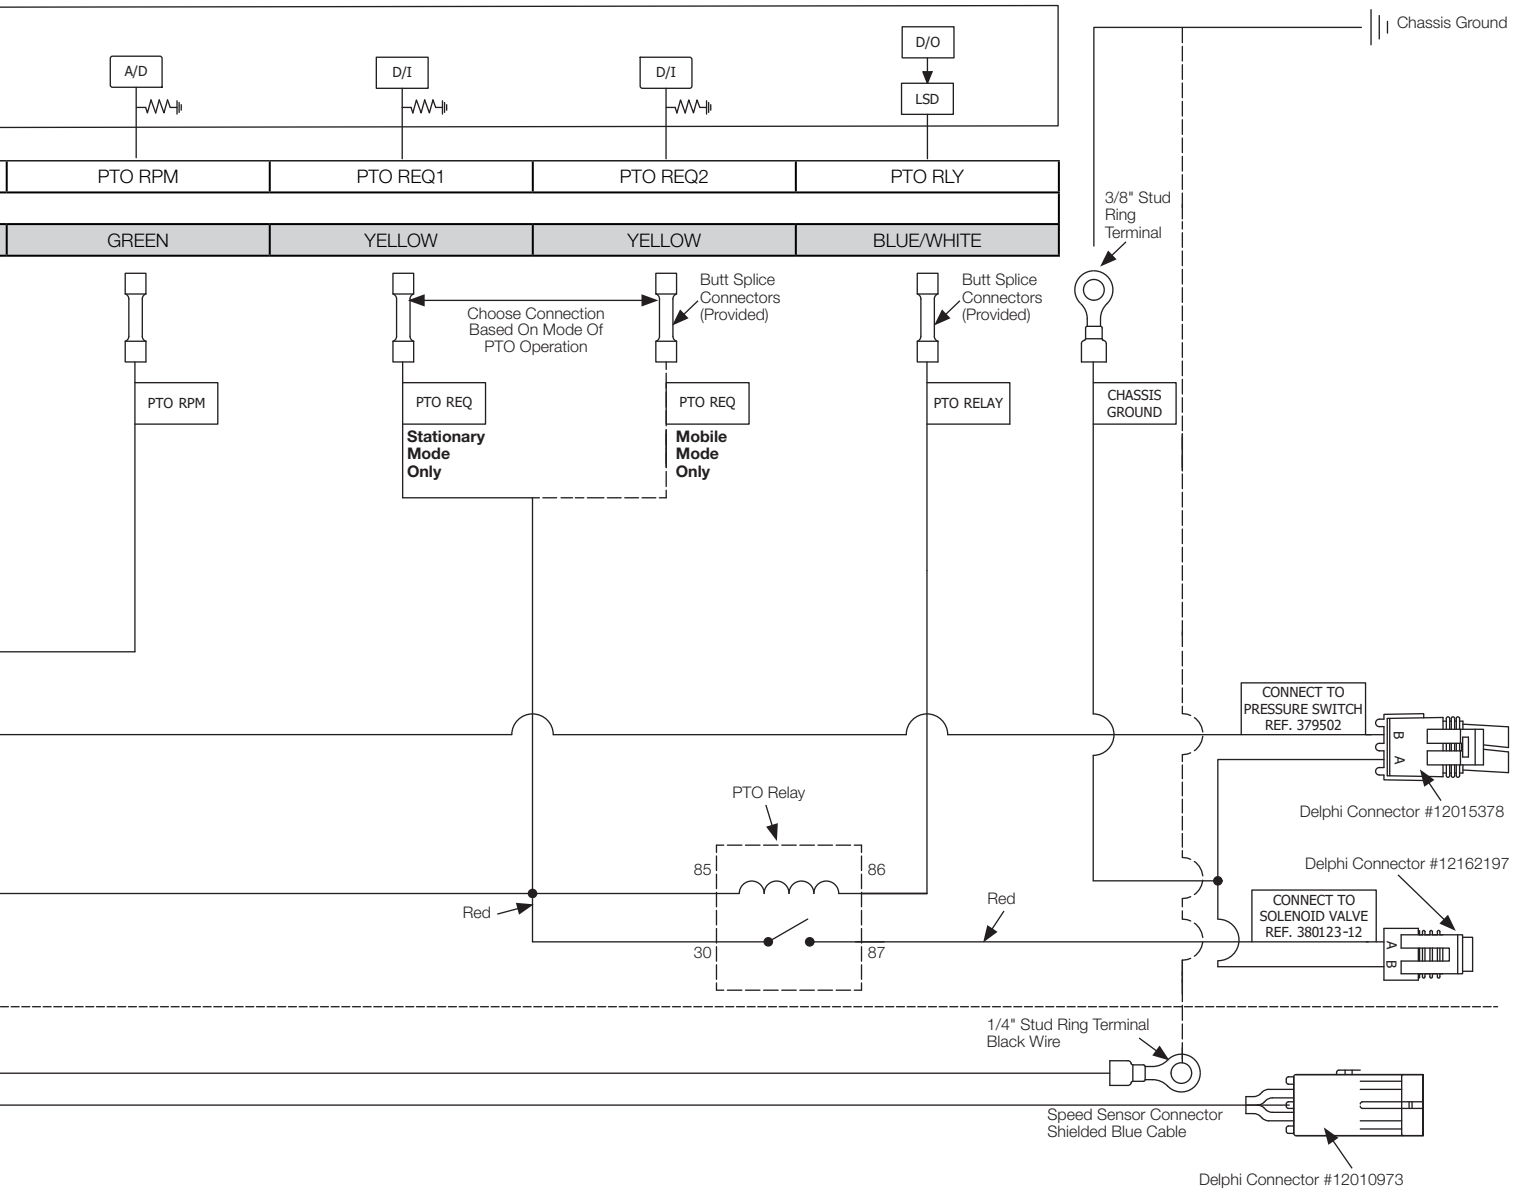 Chassis Ground
D/O
A/D
D/I
D/I
LSD
PTO RPM
PTO REQ1
PTO REQ2
PTO RLY
3/8" Stud
Ring
Terminal
GREEN
YELLOW
YELLOW
BLUE/WHITE
Butt Splice
Connectors
(Provided)
Butt Splice
Connectors
(Provided)
Choose Connection
Based On Mode Of
PTO Operation
PTO RPM
PTO REQ
PTO REQ
PTO RELAY
CHASSIS
GROUND
Stationary
Mode
Only
Mobile
Mode
Only
CONNECT TO
PRESSURE SWITCH
REF. 379502
B
A
Delphi Connector #12015378
PTO Relay
85
86
Delphi Connector #12162197
Red
Red
CONNECT TO
SOLENOID VALVE
REF. 380123-12
A
B
30
87
1/4" Stud Ring Terminal
Black Wire
Speed Sensor Connector
Shielded Blue Cable
Delphi Connector #12010973